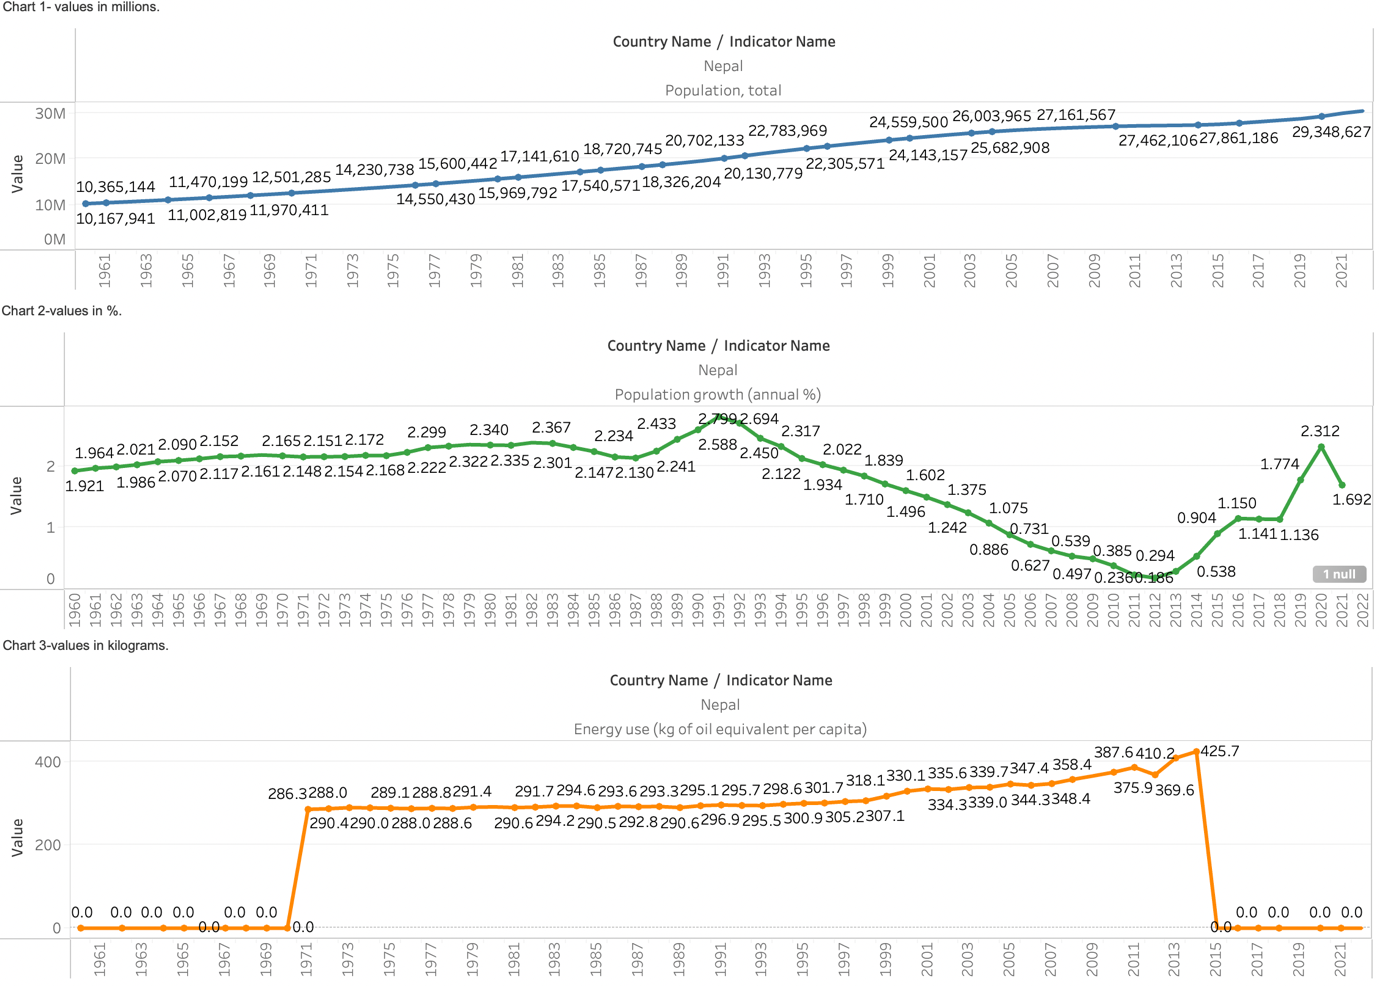 Chart 1- values in millions.
Country Name / Indicator Name
Nepal
Population, total
30M
20M
10M
0M
Value
10,365,144 11,470,199 12,501,285 14,230,738 15,600,442 17,141,610 18,720,745 20,702,133 22,783,969 24,559,500 26,003,965 27,161,567
10,167,941 11,002,819 11,970,411 14,550,430 15,969,792 17,540,571 18,326,204 20,130,779 22,305,571 24,143,157 25,682,908 27,462,106 27,861,186 29,348,627
1961 1963 1965 1967 1969 1971 1973 1975 1977 1979 1981 1983 1985 1987 1989 1991 1993 1995 1997 1999 2001 2003 2005 2007 2009 2011 2013 2015 2017 2019 2021
Chart 2-values in %.
Country Name / Indicator Name
Nepal
Population growth (annual %)
2
1
0
Value
1.964 2.021 2.090 2.152 2.165 2.151 2.172 2.299 2.340 2.367 2.234 2.433 2.799 2.694 2.317 2.022 1.839 1.602 1.375 1.075 0.731 0.539 0.385 0.294 0.904 1.150 1.774 2.312
1.921 1.986 2.070 2.117 2.161 2.148 2.154 2.168 2.222 2.322 2.335 2.301 2.147 2.130 2.241 2.588 2.450 2.122 1.934 1.710 1.496 1.242 0.886 0.627 0.497 0.236 0.186 0.538 1.141 1.136 1.692
1 null
1960 1961 1962 1963 1964 1965 1966 1967 1968 1969 1970 1971 1972 1973 1974 1975 1976 1977 1978 1979 1980 1981 1982 1983 1984 1985 1986 1987 1988 1989 1990 1991 1992 1993 1994 1995 1996 1997 1998 1999 2000 2001 2002 2003 2004 2005 2006 2007 2008 2009 2010 2011 2012 2013 2014 2015 2016 2017 2018 2019 2020 2021 2022
Chart 3-values in kilograms.
Country Name / Indicator Name
Nepal
Energy use (kg of oil equivalent per capita)
400
200
0
Value
286.3 288.0 289.1 288.8 291.4 291.7 294.6 293.6 293.3 295.1 295.7 298.6 301.7 318.1 330.1 335.6 339.7 347.4 358.4 387.6 410.2 425.7
290.4 290.0 288.0 288.6 290.6 294.2 290.5 292.8 290.6 296.9 295.5 300.9 305.2 307.1 334.3 339.0 344.3 348.4 375.9 369.6
0.0 0.0 0.0 0.0 0.0 0.0 0.0 0.0 0.0 0.0
0.0 0.0 0.0
1961 1963 1965 1967 1969 1971 1973 1975 1977 1979 1981 1983 1985 1987 1989 1991 1993 1995 1997 1999 2001 2003 2005 2007 2009 2011 2013 2015 2017 2019 2021